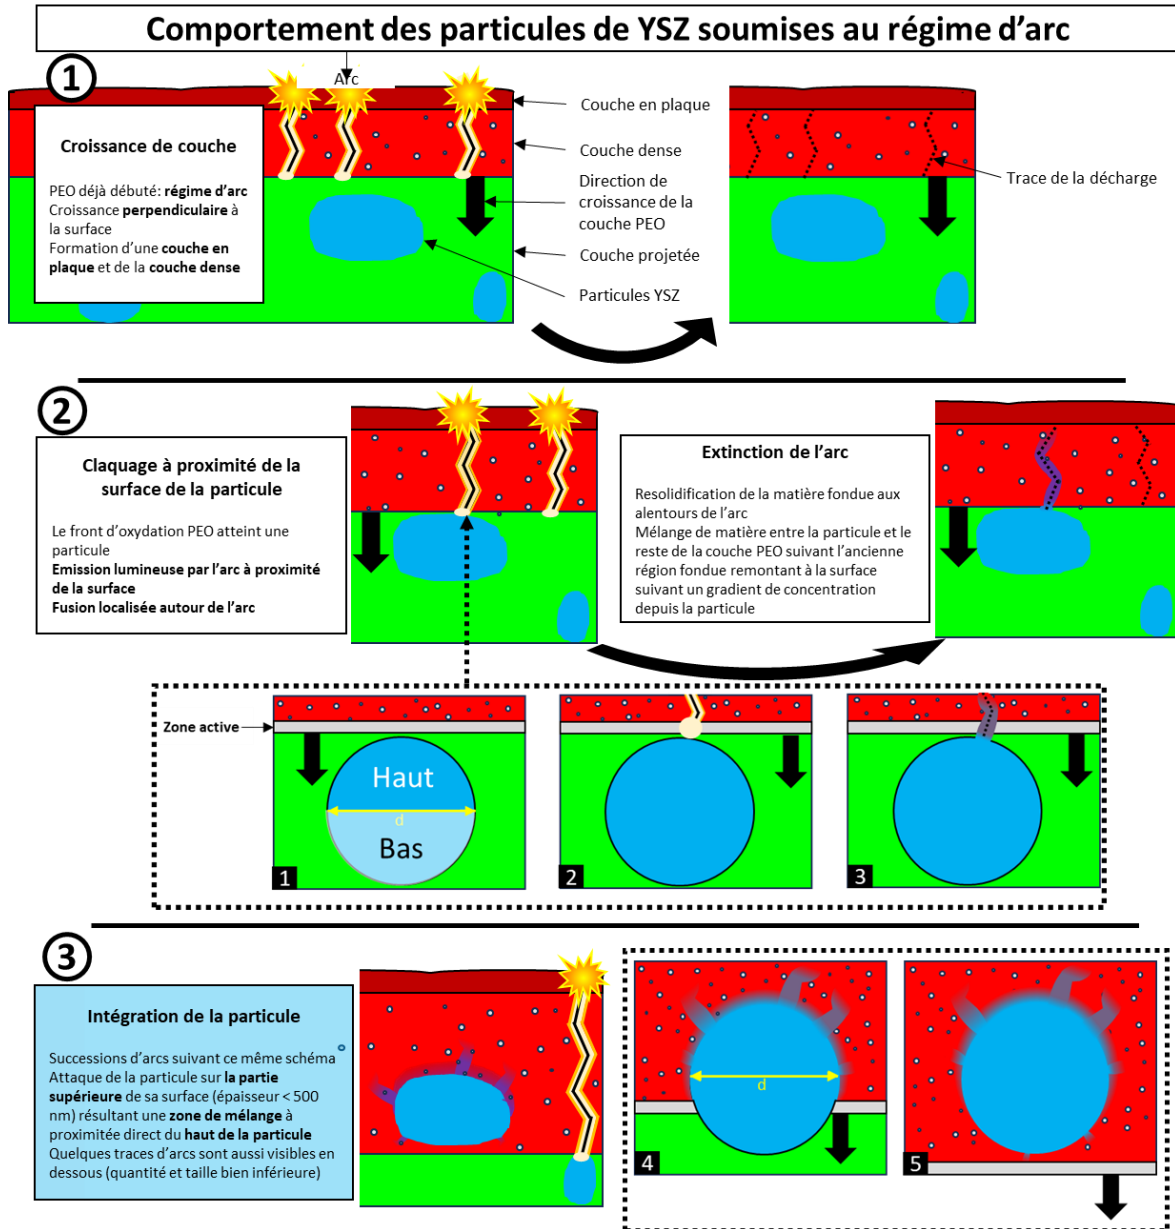 Comportement des particules de YSZ soumises au régime d'arc
1
Arc
Croissance de couche
PEO déjà débuté: régime d'arc
Croissance perpendiculaire à
la surface
Formation d'une couche en
plaque et de la couche dense
Couche en plaque
Couche dense
Direction de
croissance de la
couche PEO
Couche projetée
Particules YSZ
Trace de la décharge
2
Claquage à proximité de la
surface de la particule
Le front d'oxydation PEO atteint une
particule
Emission lumineuse par l'arc à proximité
de la surface
Fusion localisée autour de l'arc
Extinction de l'arc
Resolidification de la matière fondue aux
alentours de l'arc
Mélange de matière entre la particule et le
reste de la couche PEO suivant l'ancienne
région fondue remontant à la surface
suivant un gradient de concentration
depuis la particule
Zone active
Haut
d
Bas
1
2
3
3
Intégration de la particule
Successions d'arcs suivant ce même schéma
Attaque de la particule sur la partie
supérieure de sa surface (épaisseur < 500
nm) résultant une zone de mélange à
proximitée direct du haut de la particule
Quelques traces d'arcs sont aussi visibles en
dessous (quantité et taille bien inférieure)
d
4
5